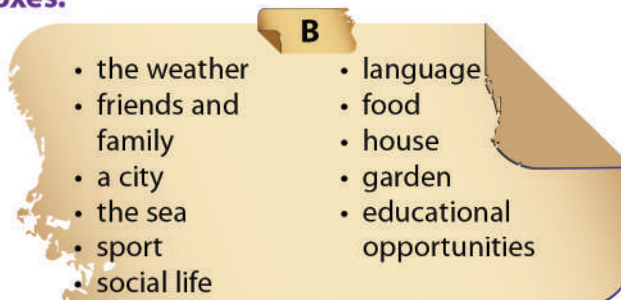 oxes.
B
• the weather
• friends and
family
• a city
• the sea
• sport
• social life
• language
• food
• house
• garden
• educational
opportunities